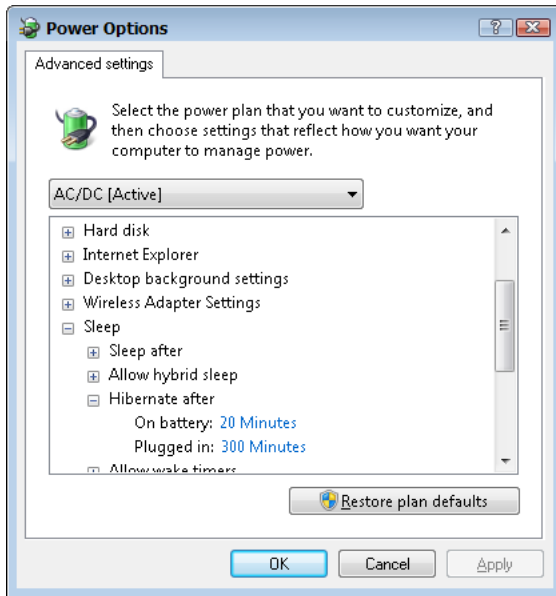 Power Options
Advanced settings
Select the power plan that you want to customize, and
then choose settings that reflect how you want your
computer to manage power.
AC/DC [Active]
Hard disk
Internet Explorer
Desktop background settings
Wireless Adapter Settings
Sleep
Sleep after
Allow hybrid sleep
Hibernate after
On battery: 20 Minutes
Plugged in: 300 Minutes
Allow wake timers
Restore plan defaults
OK Cancel Apply